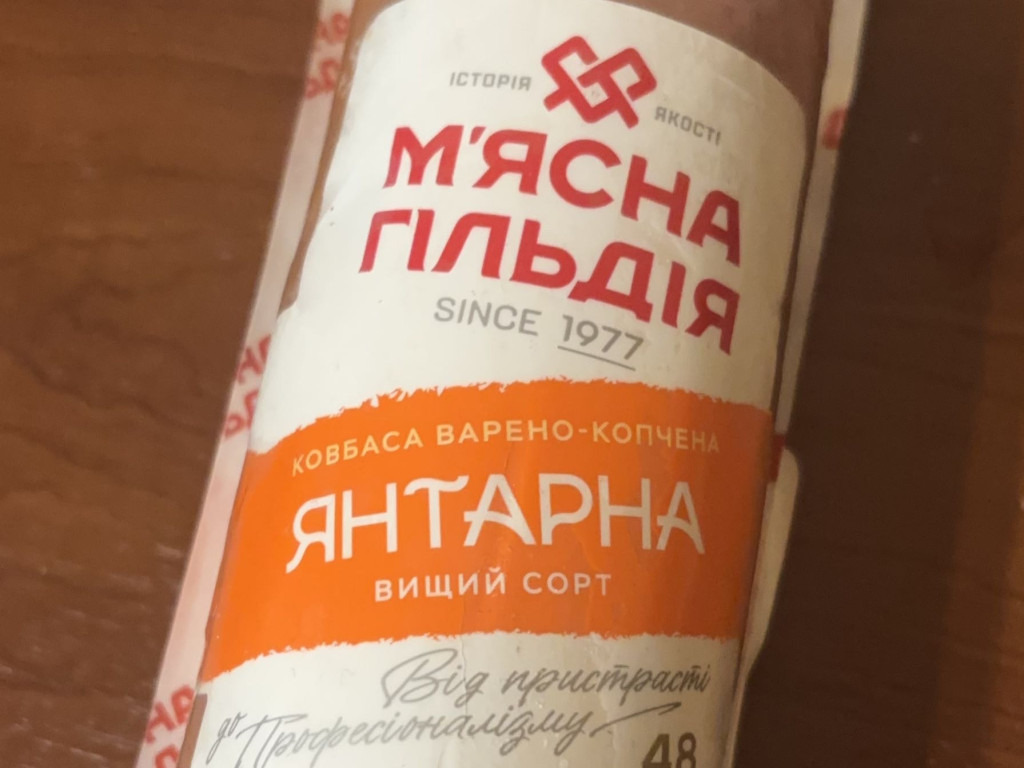 ІСТОРІЯ ЯКОСТІ
М'ЯСНА
ГІЛЬДІЯ
SINCE 1977
КОВБАСА ВАРЕНО-КОПЧЕНА
ЯНТАРНА
ВИЩИЙ СОРТ
Від пристрасті
до Професіоналізму
48